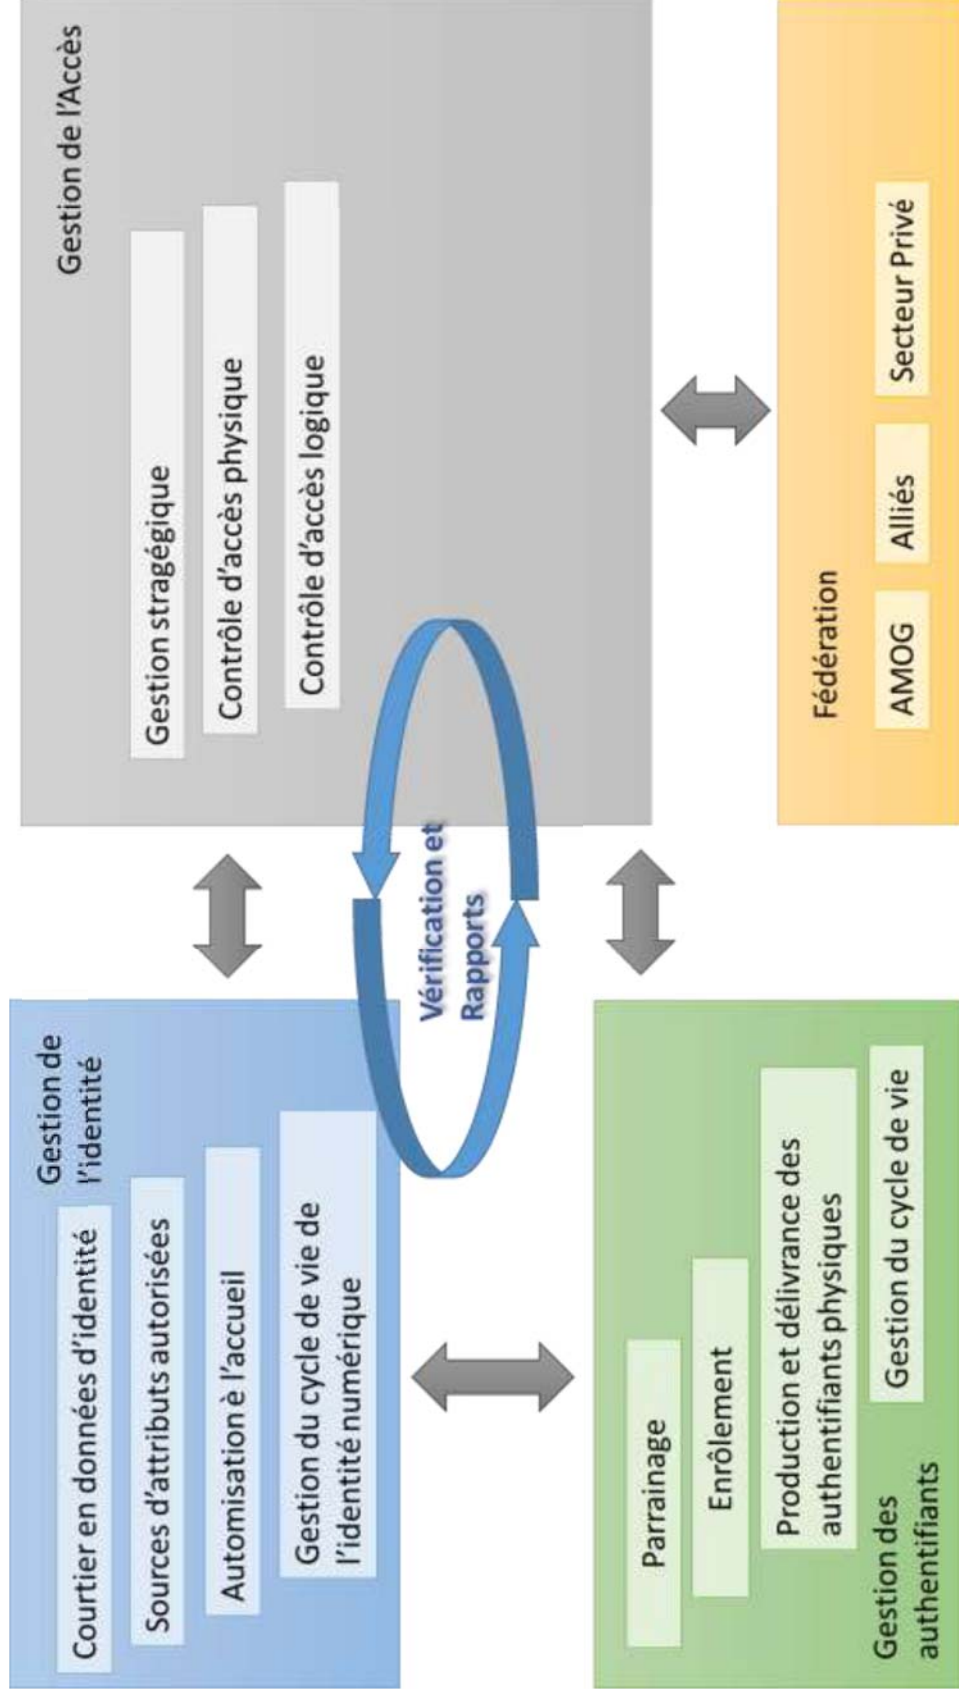 Gestion de
l'identité
Courtier en données d'identité
Sources d'attributs autorisées
Automisation è l'accueil
Gestion du cycle de vie de
l'identité numérique
Gestion de l'Accès
Gestion stragégique
Contrôle d'accès physique
Contrôle d'accès logique
Vérification et
Rapports
Parrainage
Enrôlement
Production et délivrance des
authentifiants physiques
Gestion du cycle de vie
Gestion des
authentifiants
Fédération
AMOG
Alliés
Secteur Privé